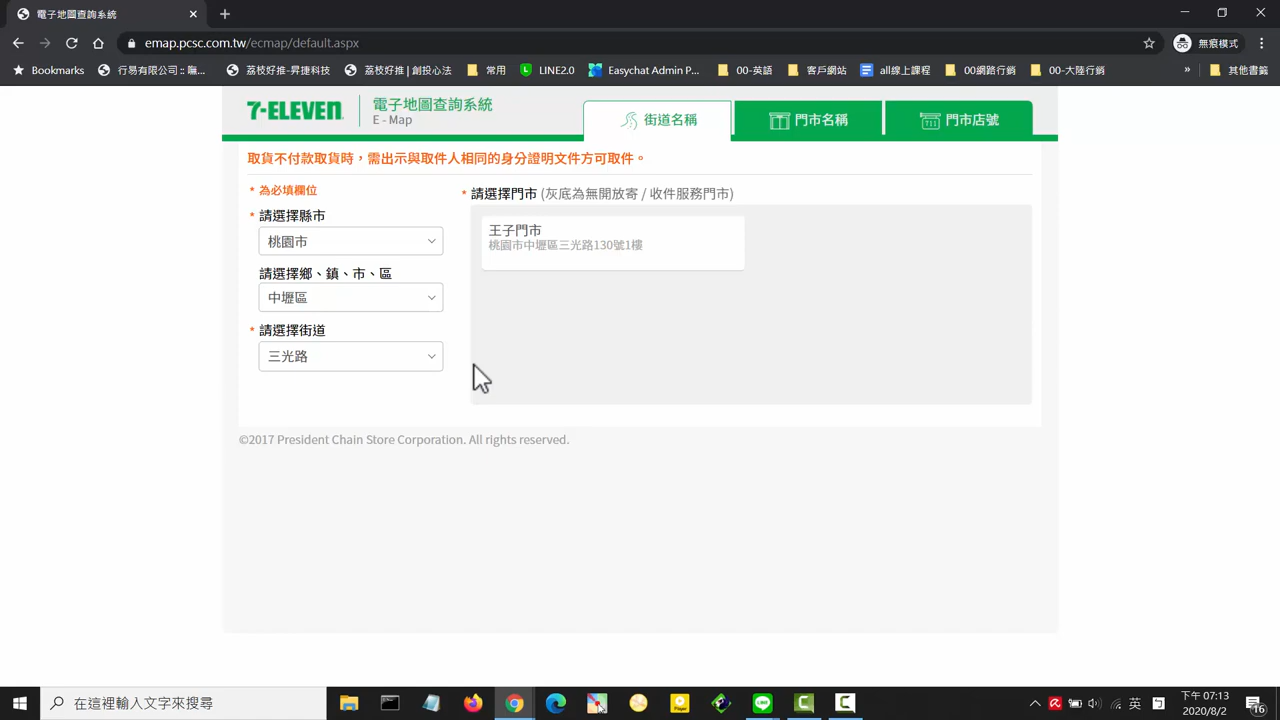 電子地圖查詢系統
emap.pcsc.com.tw/ecmap/default.aspx
無痕模式
Bookmarks
行易有限公司 :: 嘸...
荔枝好推-昇捷科技
荔枝好推 | 創投心法
常用
LINE2.0
Easychat Admin P...
00-英語
客戶網站
all線上課程
00網路行銷
00-大陸行銷
»
其他書籤
7-ELEVEN
電子地圖查詢系統
E - Map
街道名稱
門市名稱
門市店號
取貨不付款取貨時，需出示與取件人相同的身分證明文件方可取件。
* 為必填欄位
* 請選擇門市 (灰底為無開放寄 / 收件服務門市)
* 請選擇縣市
桃園市
請選擇鄉、鎮、市、區
中壢區
* 請選擇街道
三光路
王子門市
桃園市中壢區三光路130號1樓
©2017 President Chain Store Corporation. All rights reserved.
在這裡輸入文字來搜尋
英
下午 07:13
2020/8/2
16